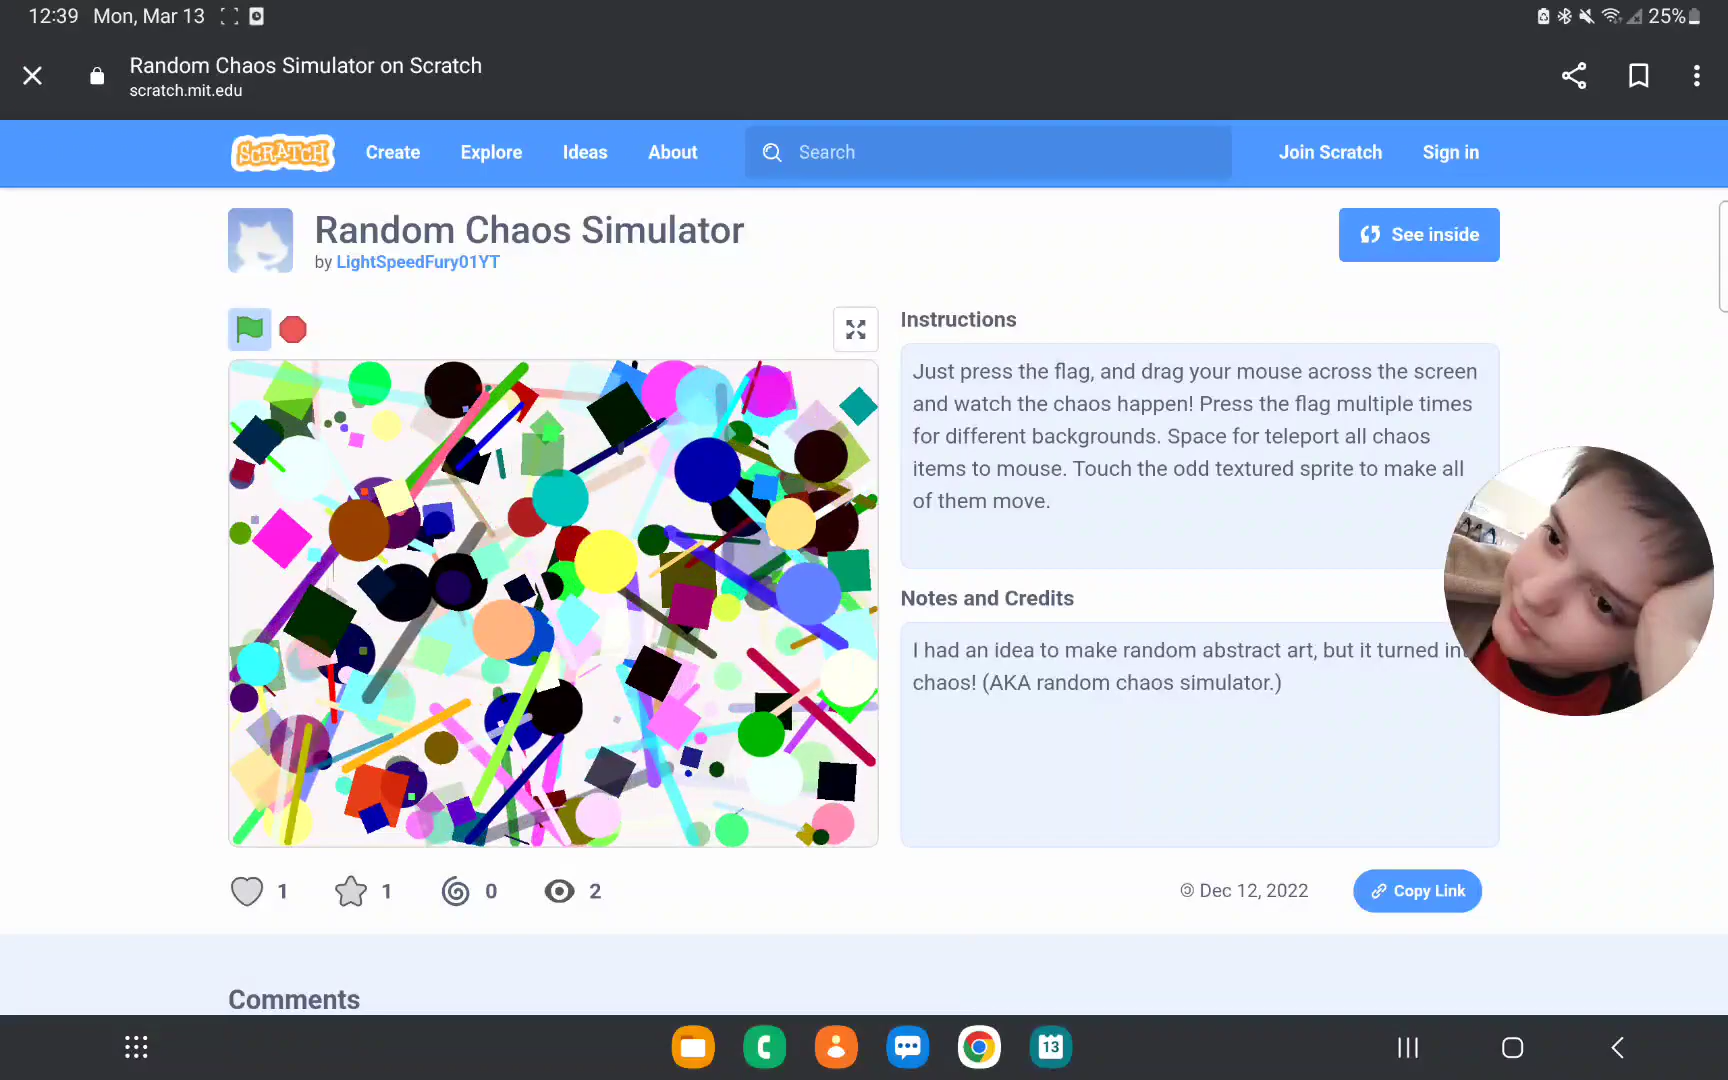 12:39 Mon, Mar 13
25%
Random Chaos Simulator on Scratch
scratch.mit.edu
SCRATCH Create Explore Ideas About Search Join Scratch Sign in
Random Chaos Simulator
by LightSpeedFury01YT
See inside
Instructions
Just press the flag, and drag your mouse across the screen
and watch the chaos happen! Press the flag multiple times
for different backgrounds. Space for teleport all chaos
items to mouse. Touch the odd textured sprite to make all
of them move.
Notes and Credits
I had an idea to make random abstract art, but it turned in
chaos! (AKA random chaos simulator.)
1 1 0 2
Dec 12, 2022
Copy Link
Comments
13